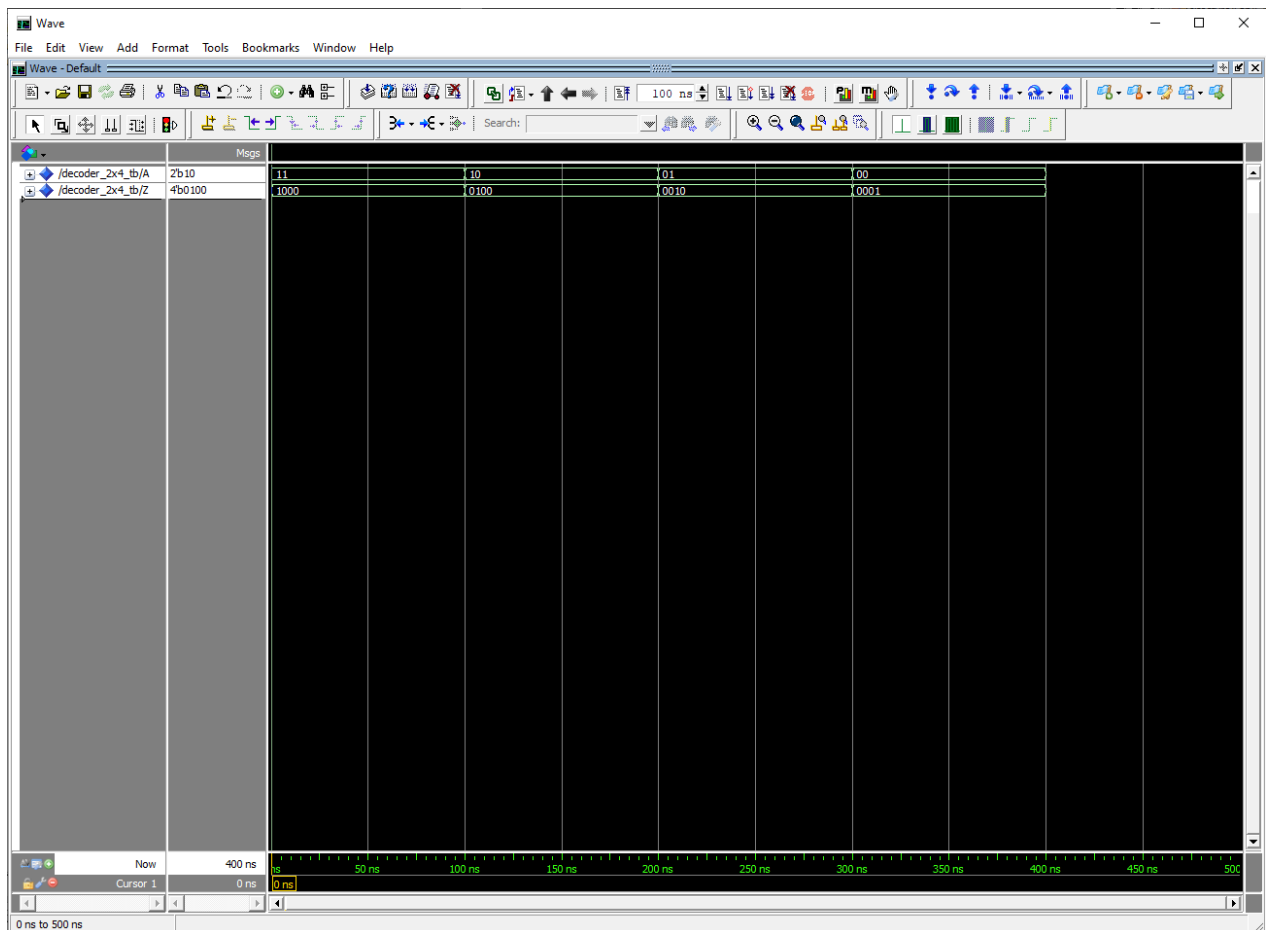 Wave
File Edit View Add Format Tools Bookmarks Window Help
Wave - Default
100 ns
Search:
Msgs
/decoder_2x4_tb/A 2'b10 11 10 01 00
/decoder_2x4_tb/Z 4'b0100 1000 0100 0010 0001
Now 400 ns
ns 50 ns 100 ns 150 ns 200 ns 250 ns 300 ns 350 ns 400 ns 450 ns 500
Cursor 1 0 ns 0 ns
0 ns to 500 ns